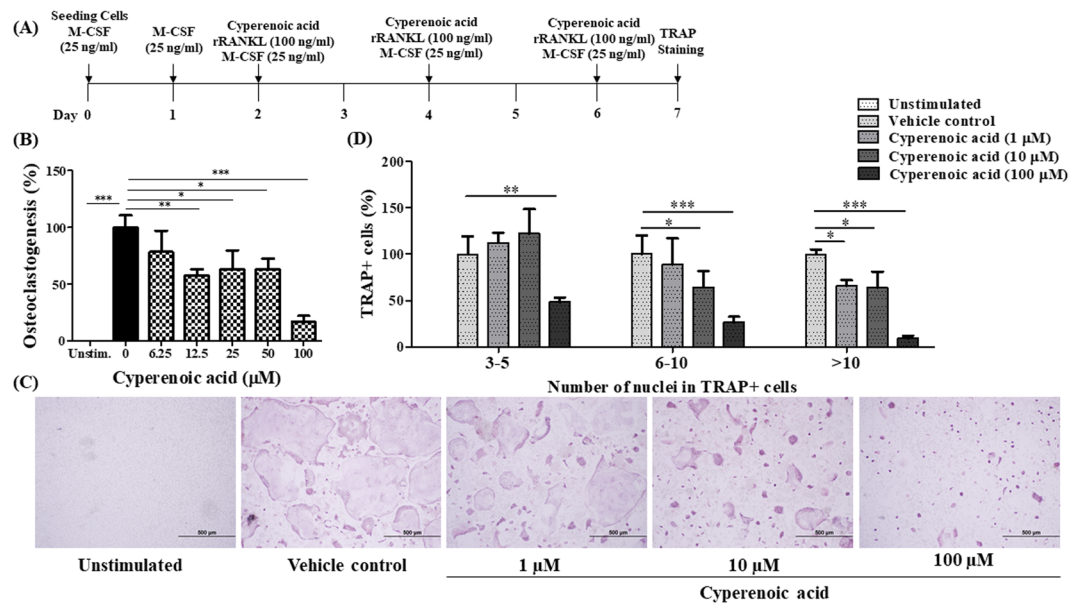 (A)
Seeding Cells
M-CSF
(25 ng/ml)
M-CSF
(25 ng/ml)
Cyperenoic acid
rRANKL (100 ng/ml)
M-CSF (25 ng/ml)
Cyperenoic acid
rRANKL (100 ng/ml)
M-CSF (25 ng/ml)
Cyperenoic acid
rRANKL (100 ng/ml)
M-CSF (25 ng/ml)
TRAP
Staining
Day 0 1 2 3 4 5 6 7
(B)
Osteoclastogenesis (%)
150
100
50
0
***
***
*
*
**
Unstim. 0 6.25 12.5 25 50 100
Cyperenoic acid (µM)
(D)
Unstimulated
Vehicle control
Cyperenoic acid (1 µM)
Cyperenoic acid (10 µM)
Cyperenoic acid (100 µM)
TRAP+ cells (%)
200
150
100
50
0
**
***
*
***
*
*
3-5 6-10 >10
Number of nuclei in TRAP+ cells
(C)
500 µm 500 µm 500 µm 500 µm 500 µm
Unstimulated Vehicle control 1 µM 10 µM 100 µM
Cyperenoic acid